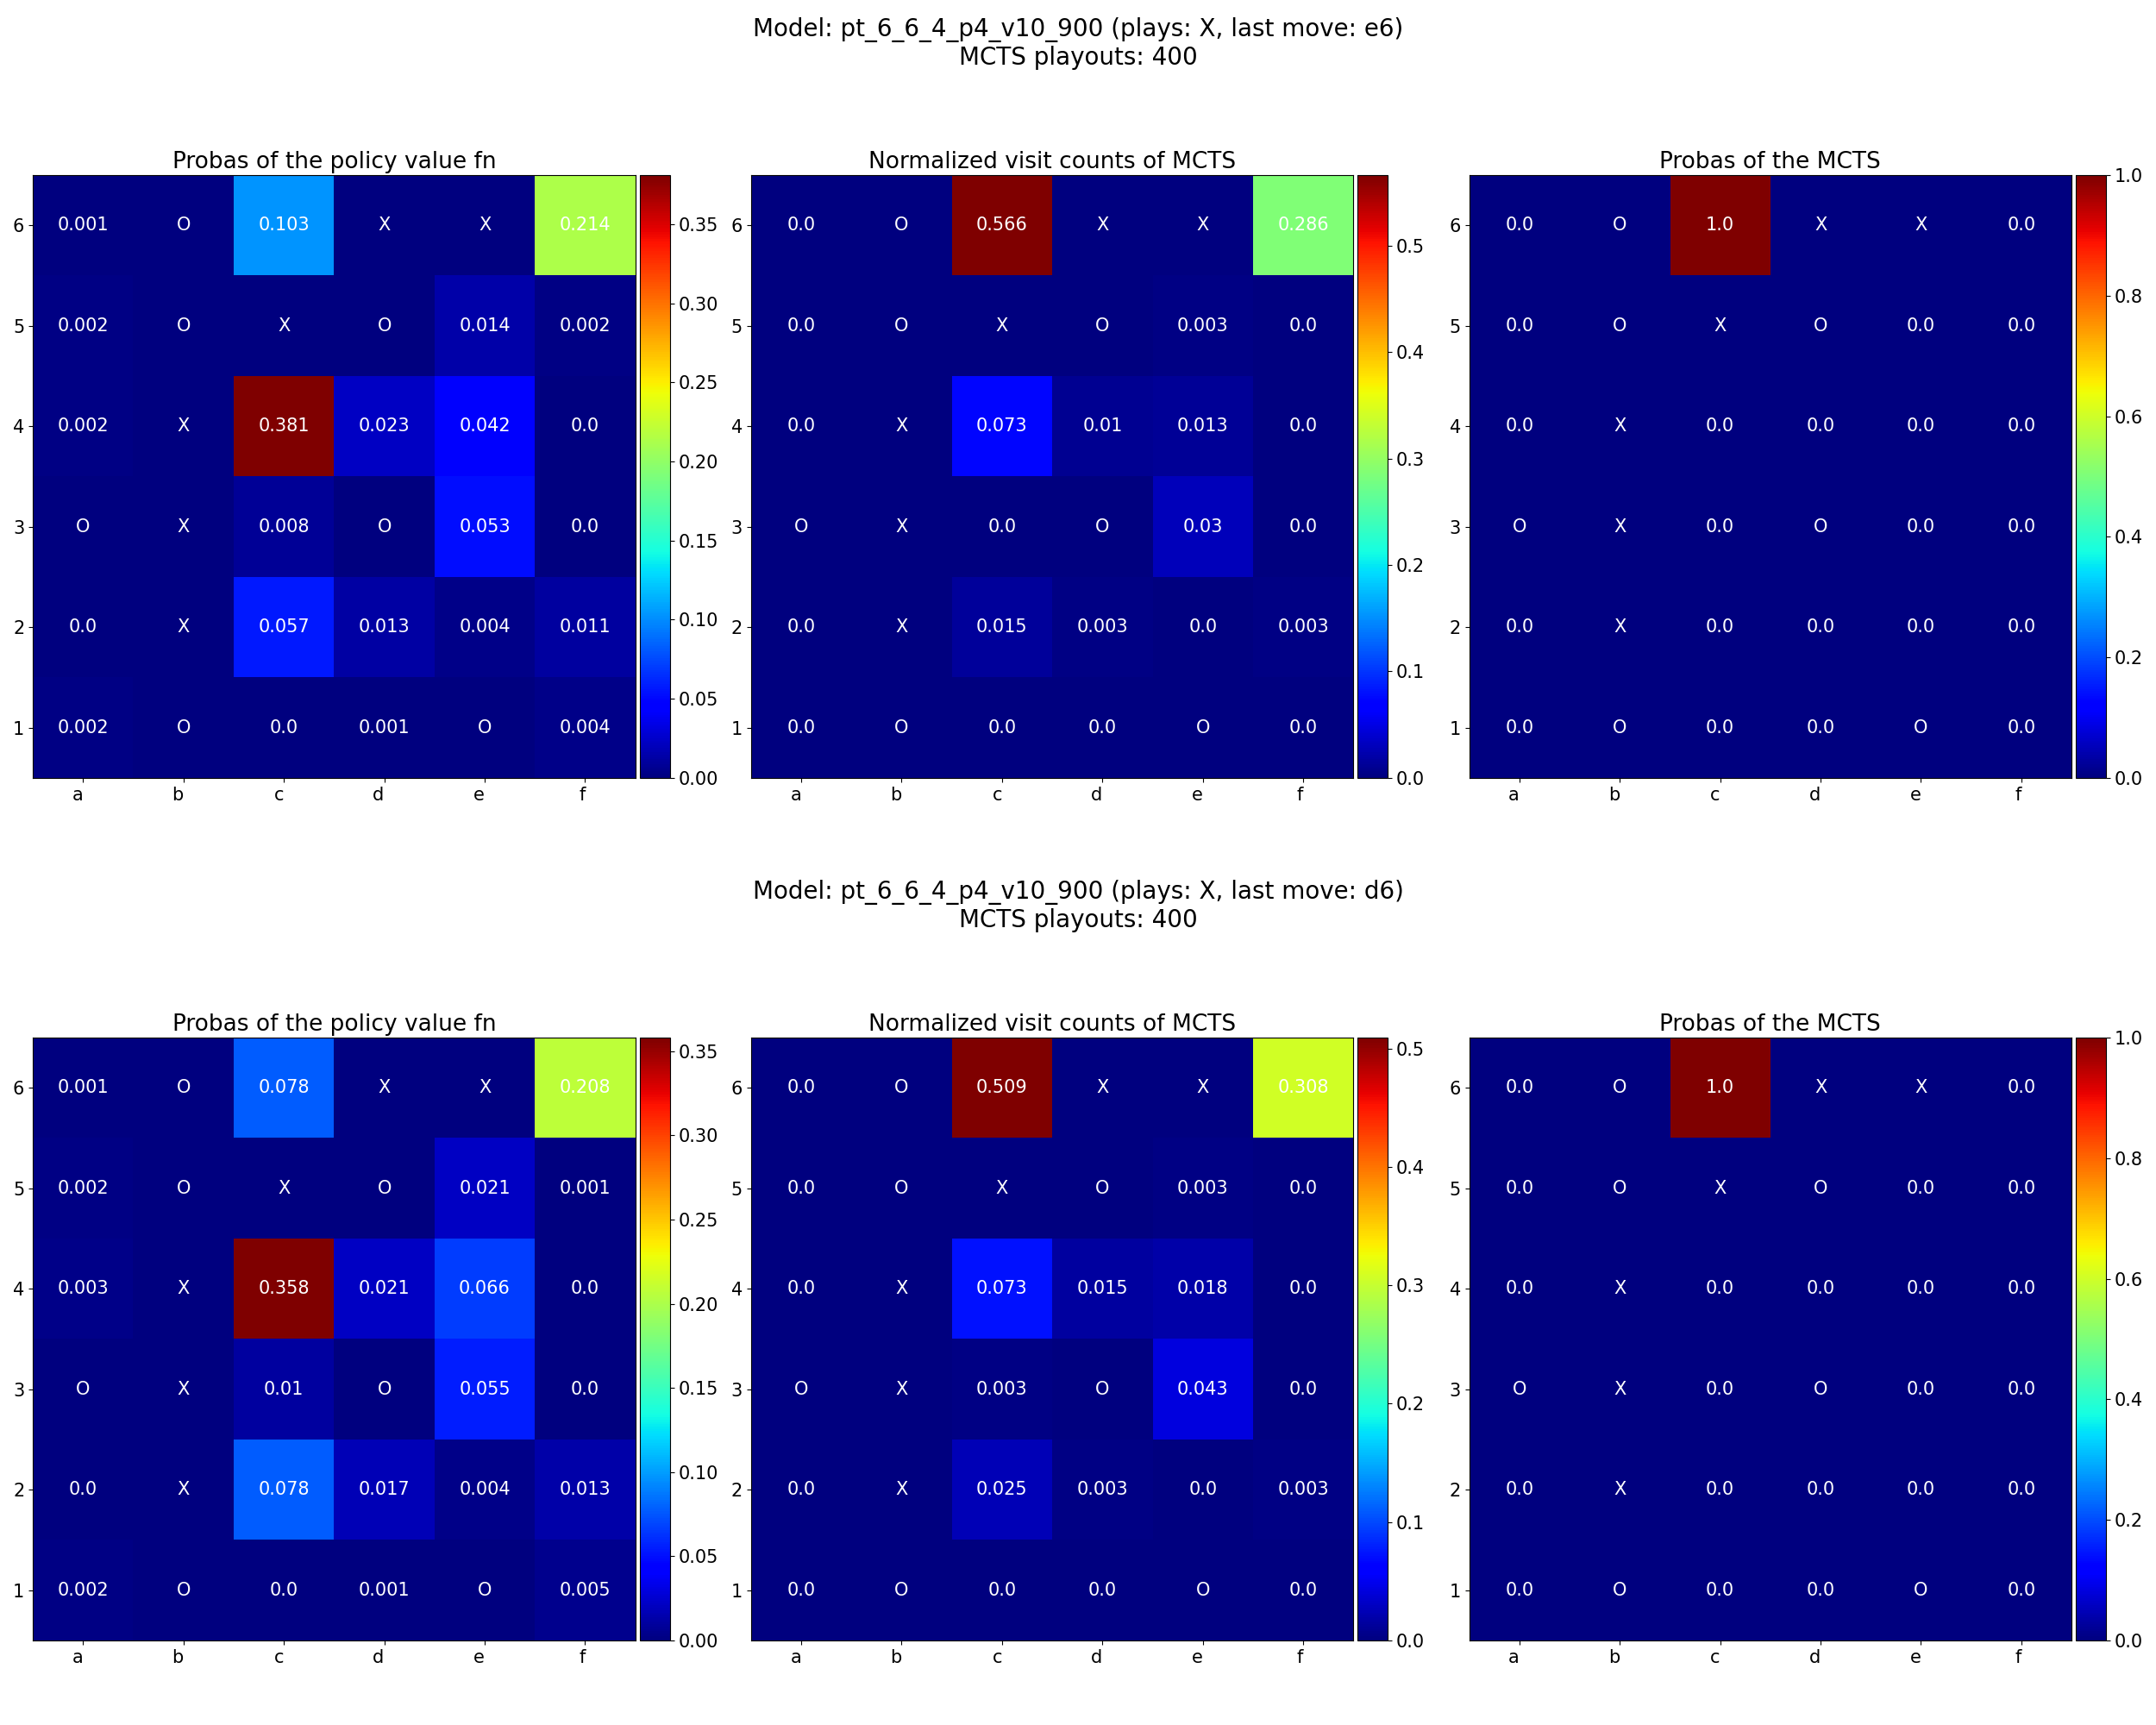 Model: pt_6_6_4_p4_v10_900 (plays: X, last move: e6)
MCTS playouts: 400
Probas of the policy value fn
6 0.001 O 0.103 X X 0.214
5 0.002 O X O 0.014 0.002
4 0.002 X 0.381 0.023 0.042 0.0
3 O X 0.008 O 0.053 0.0
2 0.0 X 0.057 0.013 0.004 0.011
1 0.002 O 0.0 0.001 O 0.004
a b c d e f
0.35
0.30
0.25
0.20
0.15
0.10
0.05
0.00
Normalized visit counts of MCTS
6 0.0 O 0.566 X X 0.286
5 0.0 O X O 0.003 0.0
4 0.0 X 0.073 0.01 0.013 0.0
3 O X 0.0 O 0.03 0.0
2 0.0 X 0.015 0.003 0.0 0.003
1 0.0 O 0.0 0.0 O 0.0
a b c d e f
0.5
0.4
0.3
0.2
0.1
0.0
Probas of the MCTS
6 0.0 O 1.0 X X 0.0
5 0.0 O X O 0.0 0.0
4 0.0 X 0.0 0.0 0.0 0.0
3 O X 0.0 O 0.0 0.0
2 0.0 X 0.0 0.0 0.0 0.0
1 0.0 O 0.0 0.0 O 0.0
a b c d e f
1.0
0.8
0.6
0.4
0.2
0.0
Model: pt_6_6_4_p4_v10_900 (plays: X, last move: d6)
MCTS playouts: 400
Probas of the policy value fn
6 0.001 O 0.078 X X 0.208
5 0.002 O X O 0.021 0.001
4 0.003 X 0.358 0.021 0.066 0.0
3 O X 0.01 O 0.055 0.0
2 0.0 X 0.078 0.017 0.004 0.013
1 0.002 O 0.0 0.001 O 0.005
a b c d e f
0.35
0.30
0.25
0.20
0.15
0.10
0.05
0.00
Normalized visit counts of MCTS
6 0.0 O 0.509 X X 0.308
5 0.0 O X O 0.003 0.0
4 0.0 X 0.073 0.015 0.018 0.0
3 O X 0.003 O 0.043 0.0
2 0.0 X 0.025 0.003 0.0 0.003
1 0.0 O 0.0 0.0 O 0.0
a b c d e f
0.5
0.4
0.3
0.2
0.1
0.0
Probas of the MCTS
6 0.0 O 1.0 X X 0.0
5 0.0 O X O 0.0 0.0
4 0.0 X 0.0 0.0 0.0 0.0
3 O X 0.0 O 0.0 0.0
2 0.0 X 0.0 0.0 0.0 0.0
1 0.0 O 0.0 0.0 O 0.0
a b c d e f
1.0
0.8
0.6
0.4
0.2
0.0